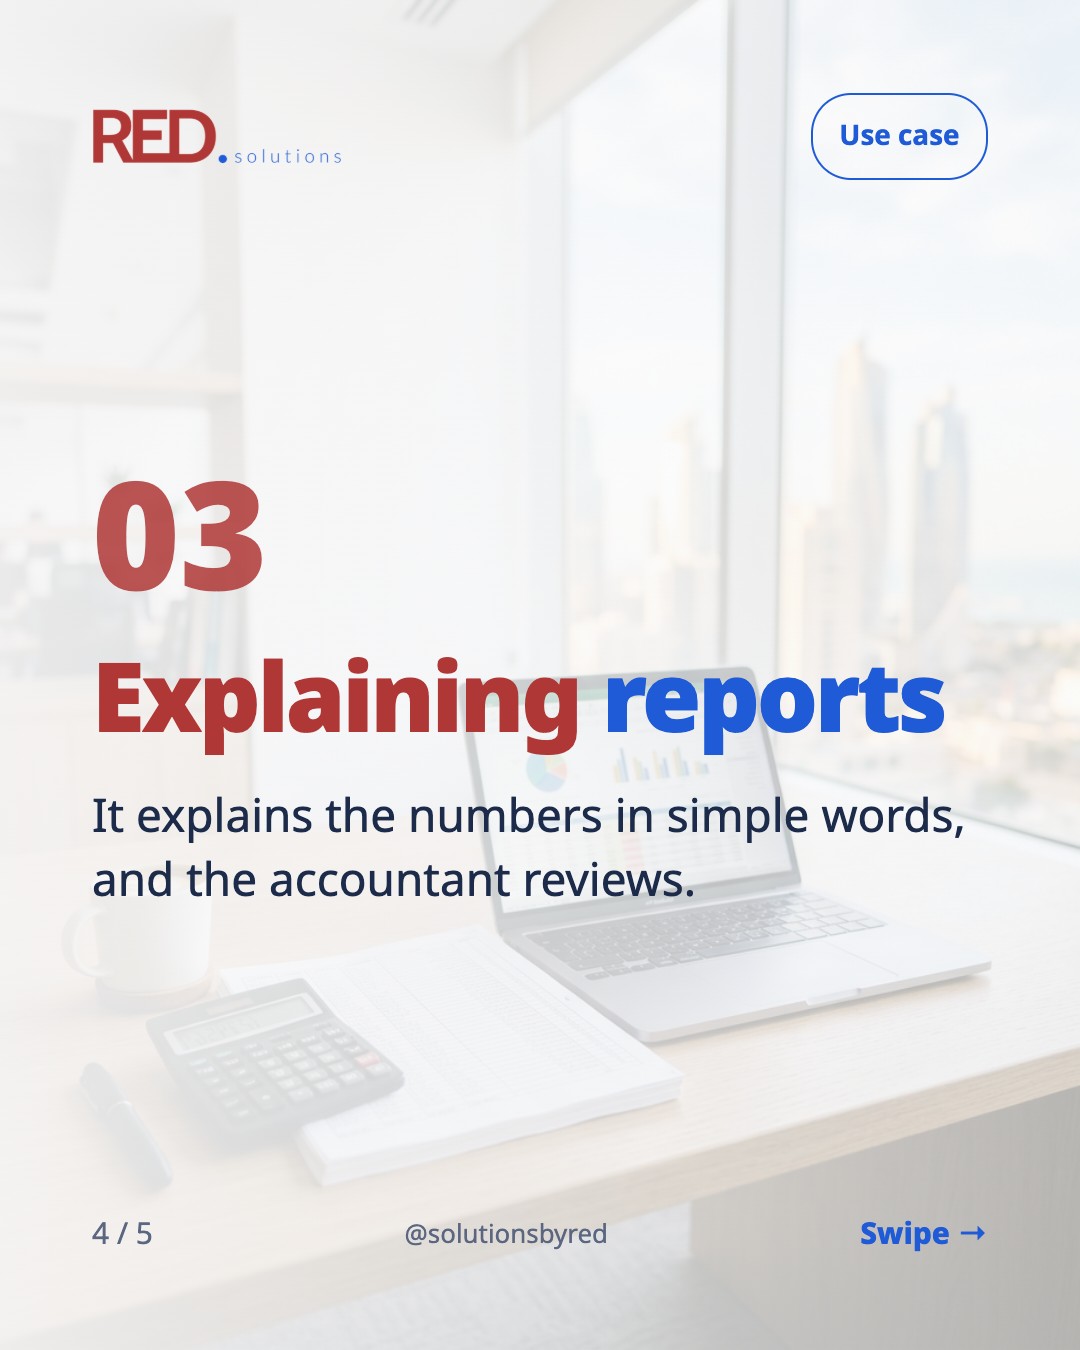 RED.solutions
Use case
03
Explaining reports
It explains the numbers in simple words,
and the accountant reviews.
4 / 5
@solutionsbyred
Swipe →